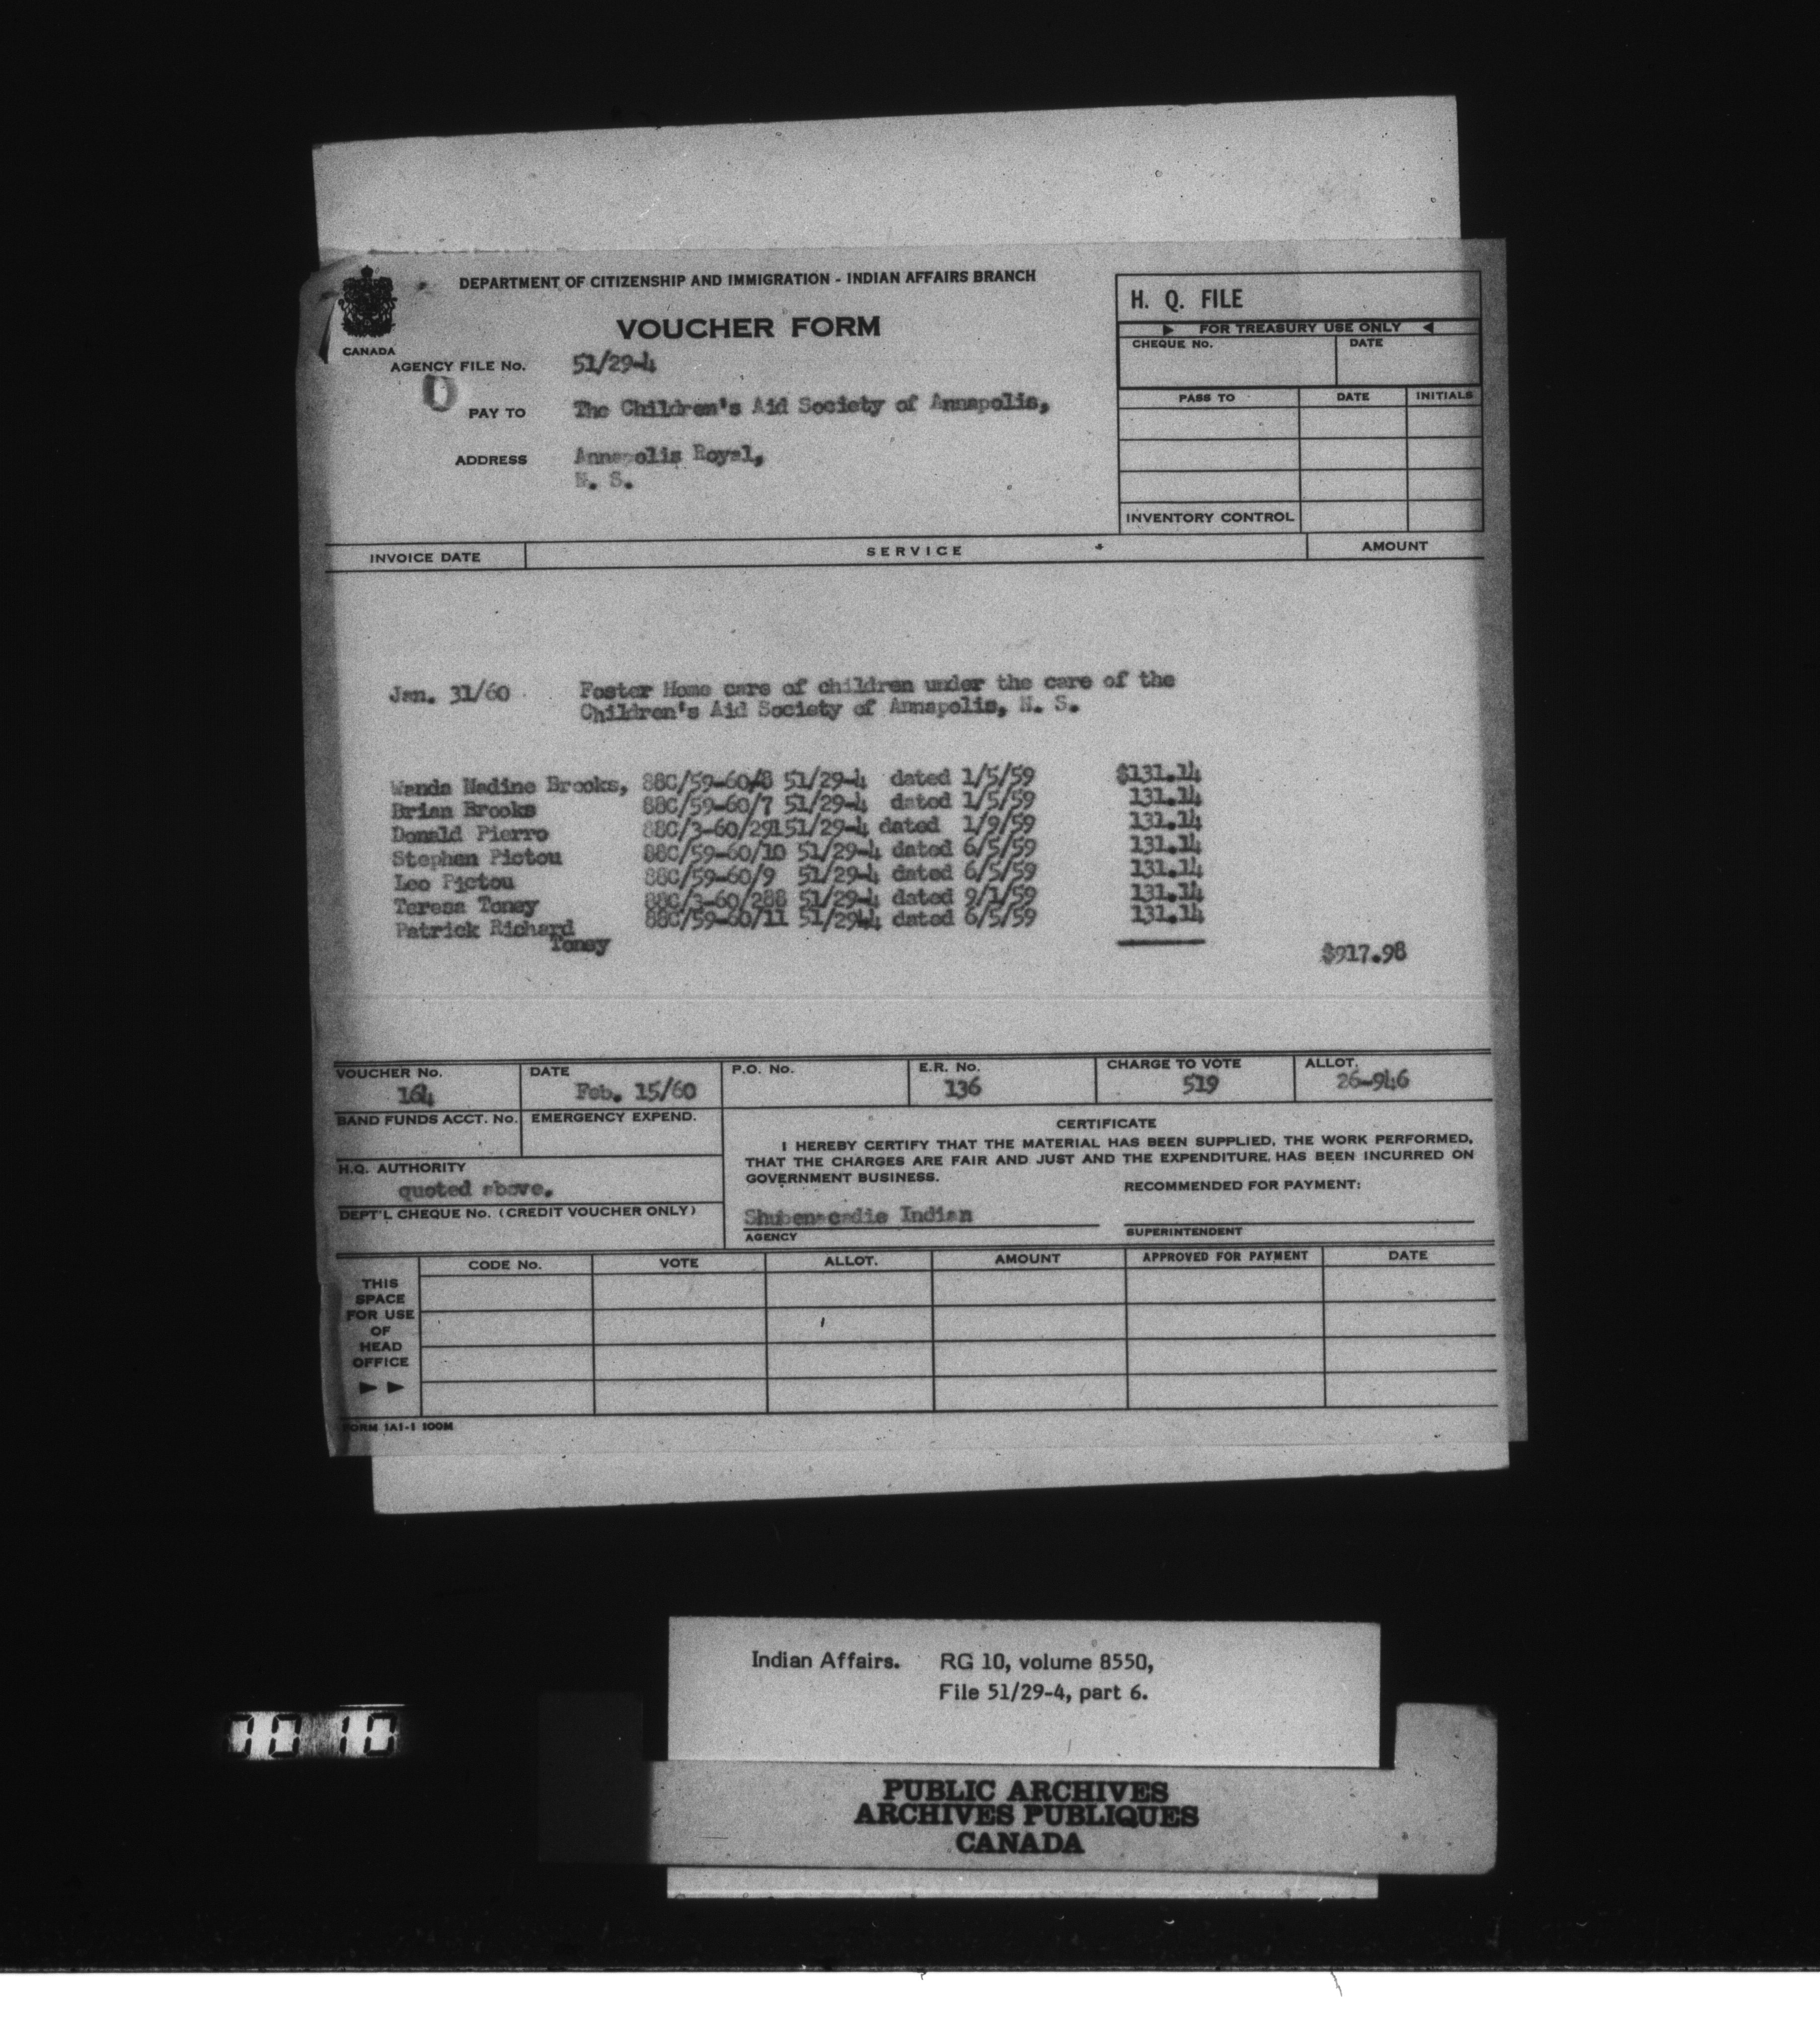 DEPARTMENT OF CITIZENSHIP AND IMMIGRATION - INDIAN AFFAIRS BRANCH
VOUCHER FORM
CANADA
AGENCY FILE No. 51/29-4
PAY TO The Children's Aid Society of Annapolis,
ADDRESS Annapolis Royal,
N. S.
H. Q. FILE
FOR TREASURY USE ONLY
CHEQUE No. DATE
PASS TO DATE INITIALS
INVENTORY CONTROL
INVOICE DATE SERVICE AMOUNT
Jan. 31/60 Foster Home care of children under the care of the
Children's Aid Society of Annapolis, N. S.
Wanda Nadine Brooks, 88C/59-60/8 51/29-4 dated 1/5/59 $131.14
Brian Brooks 88C/59-60/7 51/29-4 dated 1/5/59 131.14
Donald Pierro 88C/3-60/29151/29-4 dated 1/9/59 131.14
Stephen Pictou 88C/59-60/10 51/29-4 dated 6/5/59 131.14
Leo Pictou 88C/59-60/9 51/29-4 dated 6/5/59 131.14
Teresa Toney 88C/3-60/288 51/29-4 dated 9/1/59 131.14
Patrick Richard 88C/59-60/11 51/2944 dated 6/5/59 131.14
Toney
$917.98
VOUCHER No. DATE P.O. No. E.R. No. CHARGE TO VOTE ALLOT.
164 Feb. 15/60 136 519 26-946
BAND FUNDS ACCT. No. EMERGENCY EXPEND.
H.Q. AUTHORITY
quoted above.
DEPT'L CHEQUE No. (CREDIT VOUCHER ONLY)
CERTIFICATE
I HEREBY CERTIFY THAT THE MATERIAL HAS BEEN SUPPLIED, THE WORK PERFORMED,
THAT THE CHARGES ARE FAIR AND JUST AND THE EXPENDITURE HAS BEEN INCURRED ON
GOVERNMENT BUSINESS.
RECOMMENDED FOR PAYMENT:
Shubenacadie Indian
AGENCY SUPERINTENDENT
CODE No. VOTE ALLOT. AMOUNT APPROVED FOR PAYMENT DATE
THIS
SPACE
FOR USE
OF
HEAD
OFFICE
FORM 1A1-1 100M
Indian Affairs. RG 10, volume 8550,
File 51/29-4, part 6.
PUBLIC ARCHIVES
ARCHIVES PUBLIQUES
CANADA